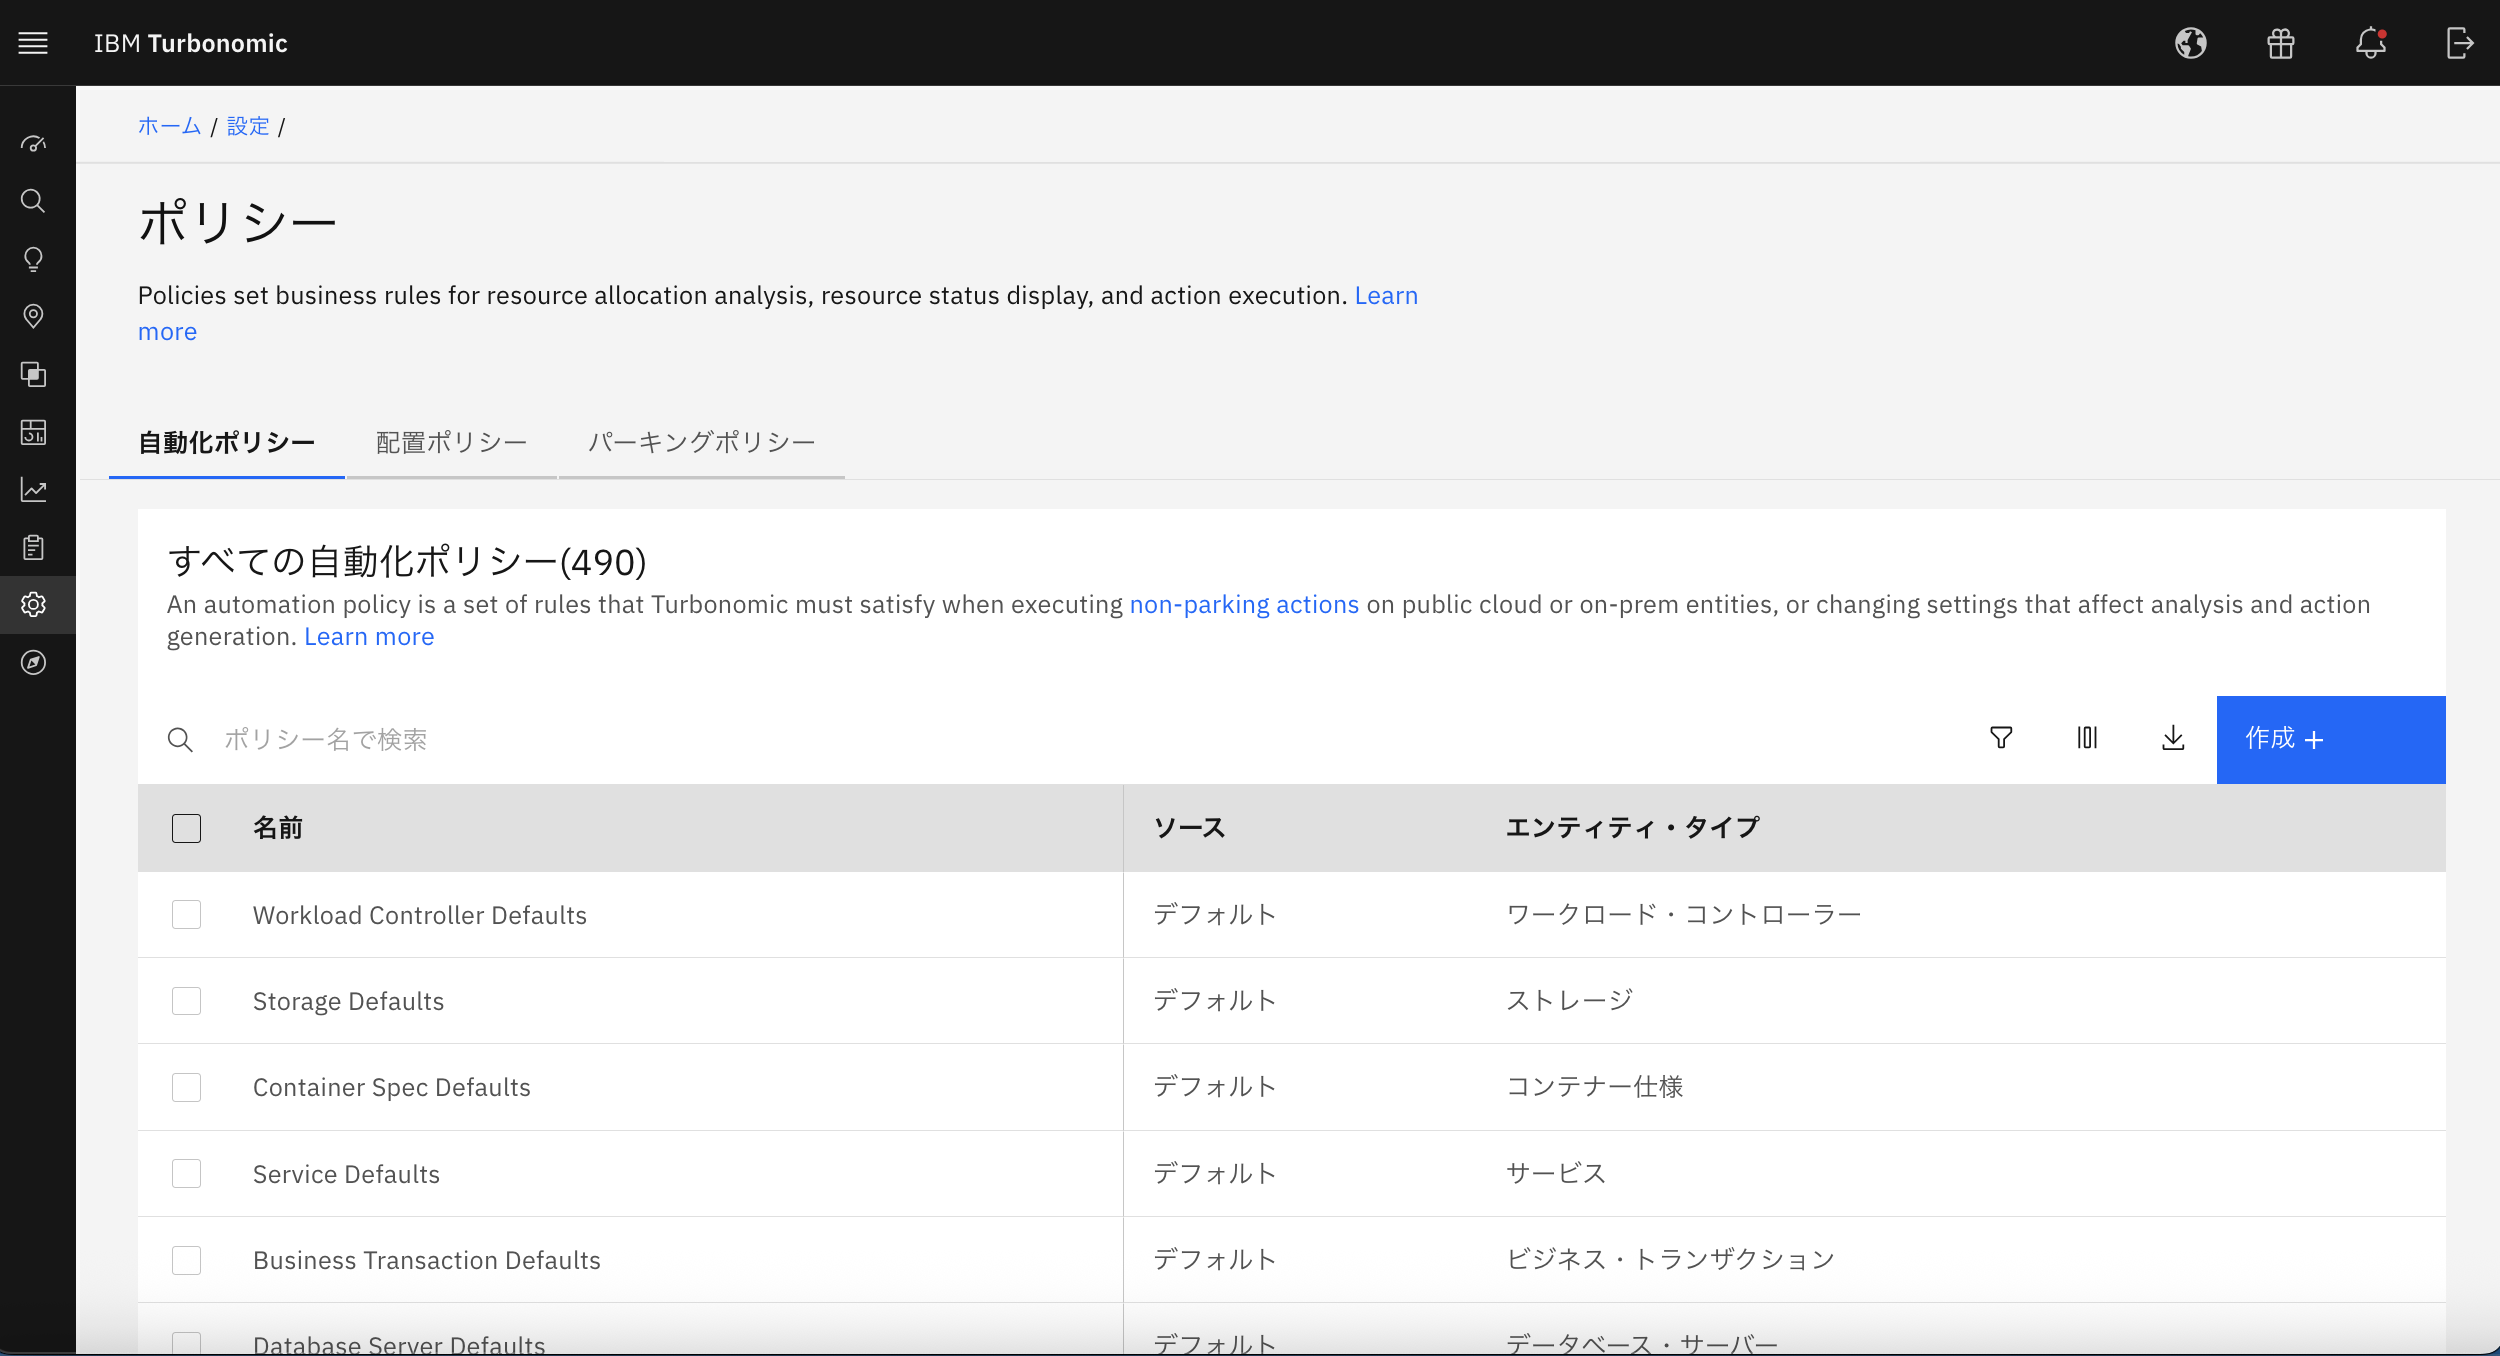 IBM Turbonomic
ホーム / 設定 /
ポリシー
Policies set business rules for resource allocation analysis, resource status display, and action execution. Learn
more
自動化ポリシー 配置ポリシー パーキングポリシー
すべての自動化ポリシー(490)
An automation policy is a set of rules that Turbonomic must satisfy when executing non-parking actions on public cloud or on-prem entities, or changing settings that affect analysis and action
generation. Learn more
ポリシー名で検索 作成 +
名前 ソース エンティティ・タイプ
Workload Controller Defaults デフォルト ワークロード・コントローラー
Storage Defaults デフォルト ストレージ
Container Spec Defaults デフォルト コンテナー仕様
Service Defaults デフォルト サービス
Business Transaction Defaults デフォルト ビジネス・トランザクション
Database Server Defaults デフォルト データベース・サーバー